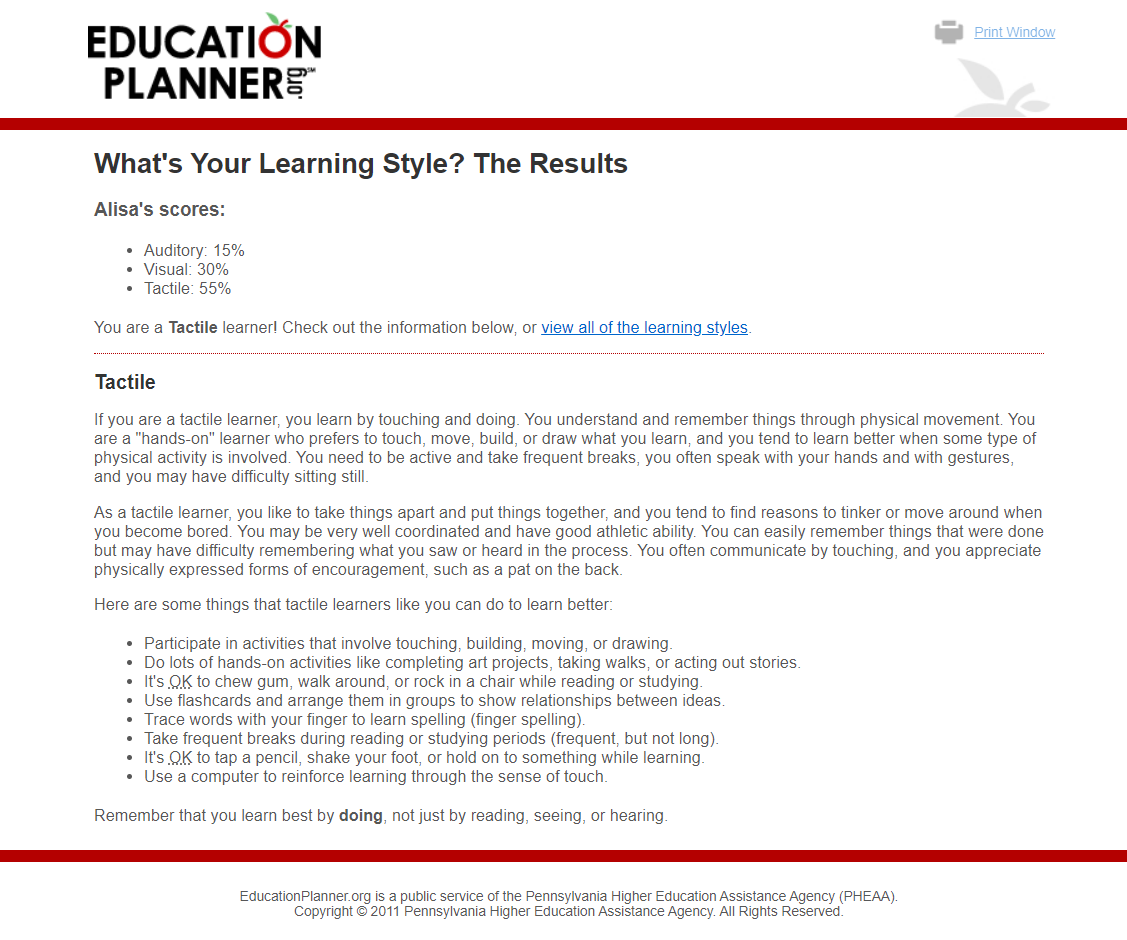 EDUCATION
PLANNER.org℠
Print Window
What's Your Learning Style? The Results
Alisa's scores:
• Auditory: 15%
• Visual: 30%
• Tactile: 55%
You are a Tactile learner! Check out the information below, or view all of the learning styles.
Tactile
If you are a tactile learner, you learn by touching and doing. You understand and remember things through physical movement. You
are a "hands-on" learner who prefers to touch, move, build, or draw what you learn, and you tend to learn better when some type of
physical activity is involved. You need to be active and take frequent breaks, you often speak with your hands and with gestures,
and you may have difficulty sitting still.
As a tactile learner, you like to take things apart and put things together, and you tend to find reasons to tinker or move around when
you become bored. You may be very well coordinated and have good athletic ability. You can easily remember things that were done
but may have difficulty remembering what you saw or heard in the process. You often communicate by touching, and you appreciate
physically expressed forms of encouragement, such as a pat on the back.
Here are some things that tactile learners like you can do to learn better:
• Participate in activities that involve touching, building, moving, or drawing.
• Do lots of hands-on activities like completing art projects, taking walks, or acting out stories.
• It's OK to chew gum, walk around, or rock in a chair while reading or studying.
• Use flashcards and arrange them in groups to show relationships between ideas.
• Trace words with your finger to learn spelling (finger spelling).
• Take frequent breaks during reading or studying periods (frequent, but not long).
• It's OK to tap a pencil, shake your foot, or hold on to something while learning.
• Use a computer to reinforce learning through the sense of touch.
Remember that you learn best by doing, not just by reading, seeing, or hearing.
EducationPlanner.org is a public service of the Pennsylvania Higher Education Assistance Agency (PHEAA).
Copyright © 2011 Pennsylvania Higher Education Assistance Agency. All Rights Reserved.